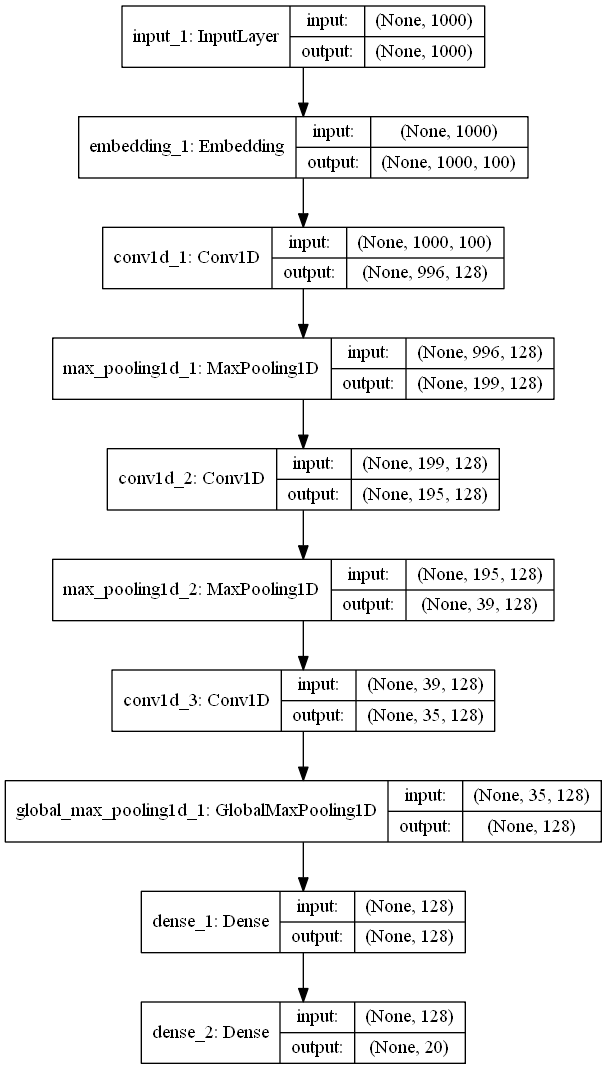 input_1: InputLayer
input: (None, 1000)
output: (None, 1000)
embedding_1: Embedding
input: (None, 1000)
output: (None, 1000, 100)
conv1d_1: Conv1D
input: (None, 1000, 100)
output: (None, 996, 128)
max_pooling1d_1: MaxPooling1D
input: (None, 996, 128)
output: (None, 199, 128)
conv1d_2: Conv1D
input: (None, 199, 128)
output: (None, 195, 128)
max_pooling1d_2: MaxPooling1D
input: (None, 195, 128)
output: (None, 39, 128)
conv1d_3: Conv1D
input: (None, 39, 128)
output: (None, 35, 128)
global_max_pooling1d_1: GlobalMaxPooling1D
input: (None, 35, 128)
output: (None, 128)
dense_1: Dense
input: (None, 128)
output: (None, 128)
dense_2: Dense
input: (None, 128)
output: (None, 20)